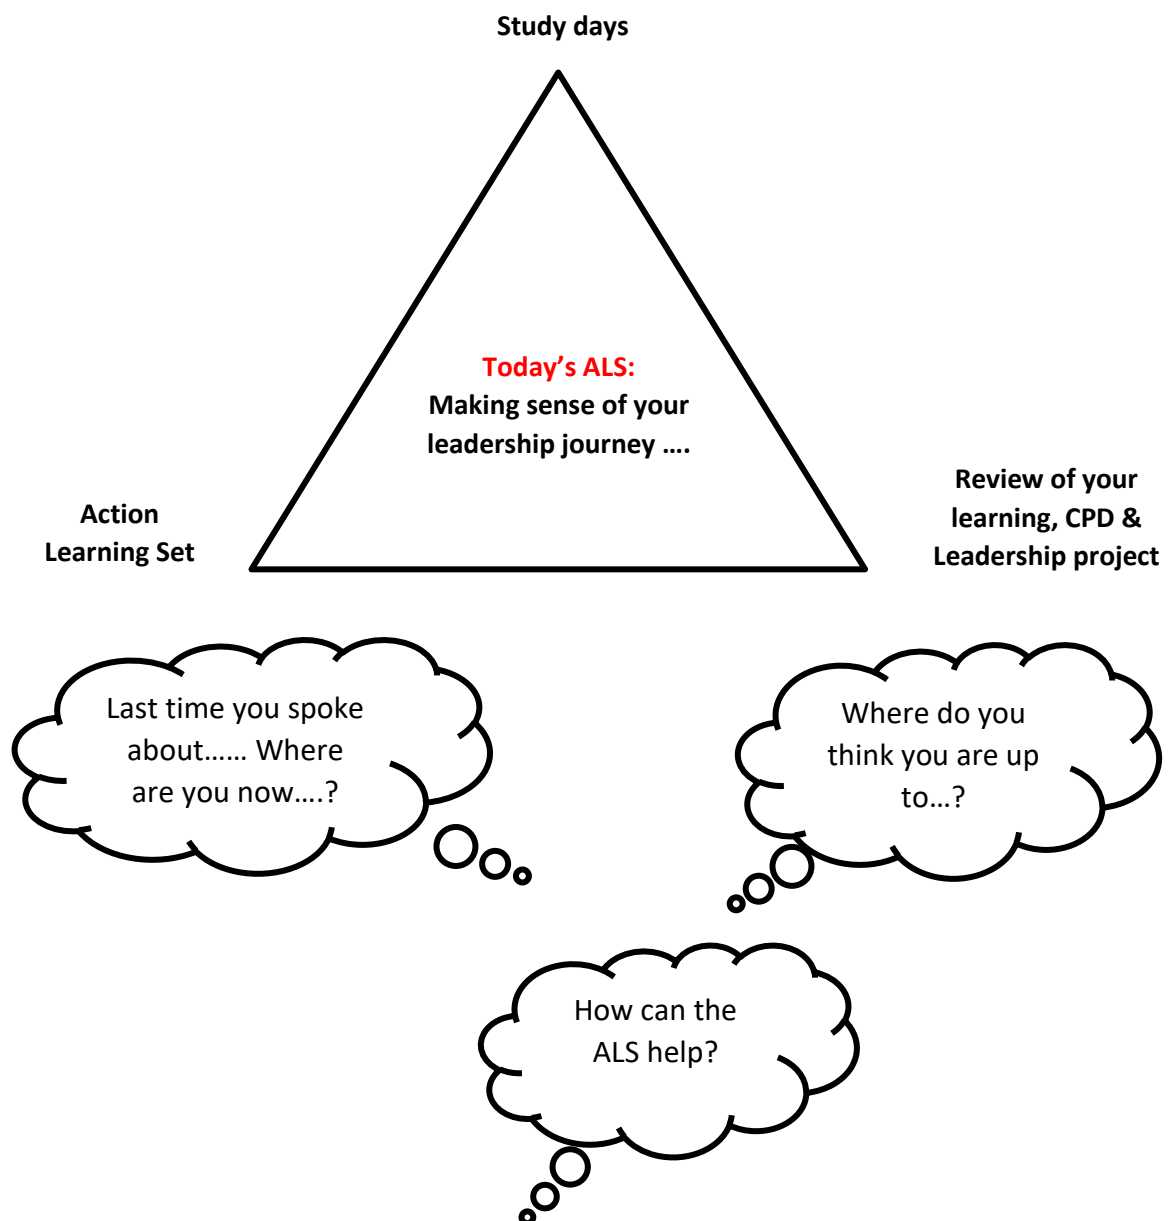 Study days
Today’s ALS:
Making sense of your
leadership journey ….
Action
Learning Set
Review of your
learning, CPD &
Leadership project
Last time you spoke
about…… Where
are you now….?
Where do you
think you are up
to…?
How can the
ALS help?